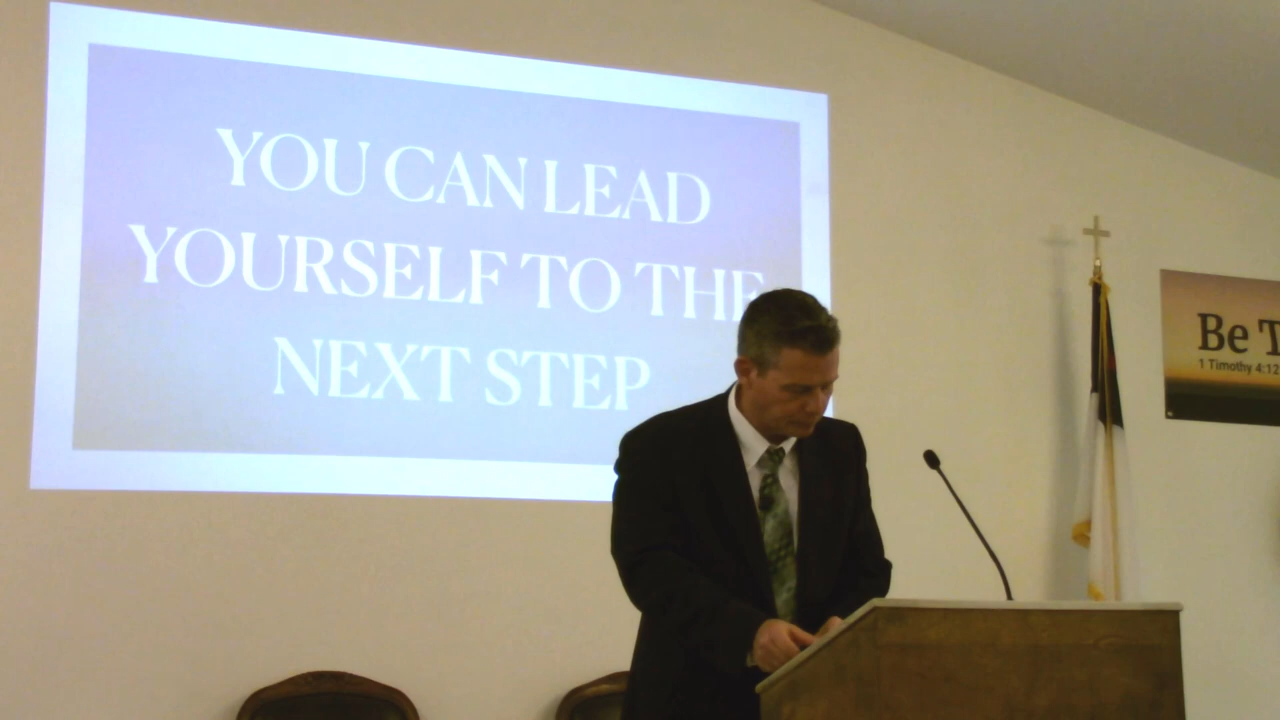 YOU CAN LEAD
YOURSELF TO THE
NEXT STEP
Be
1 Timothy 4:12